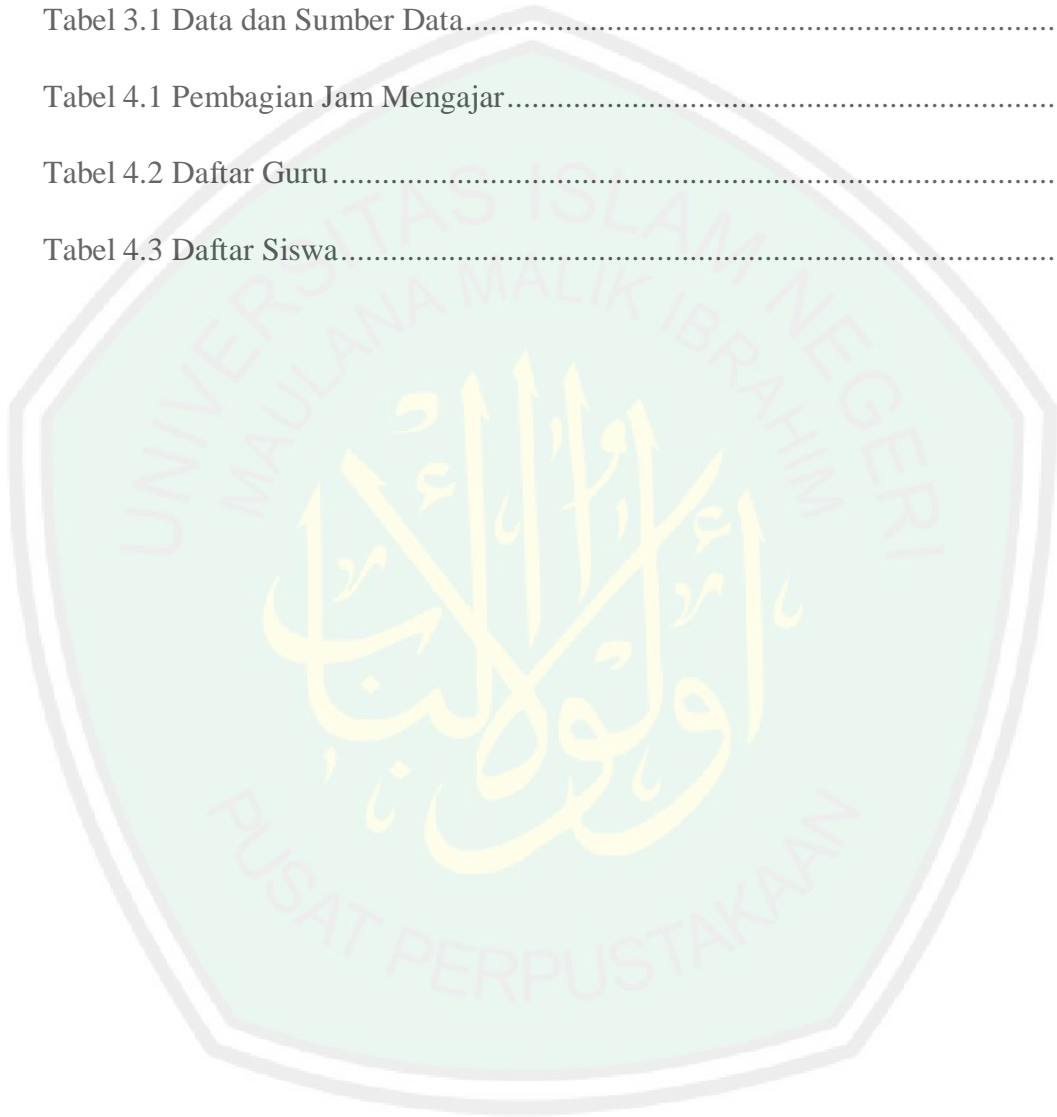 Tabel 3.1 Data dan Sumber Data......................................................................
Tabel 4.1 Pembagian Jam Mengajar.................................................................
Tabel 4.2 Daftar Guru......................................................................................
Tabel 4.3 Daftar Siswa.....................................................................................
UNIVERSITAS ISLAM NEGERI
MAULANA MALIK IBRAHIM
PUSAT PERPUSTAKAAN